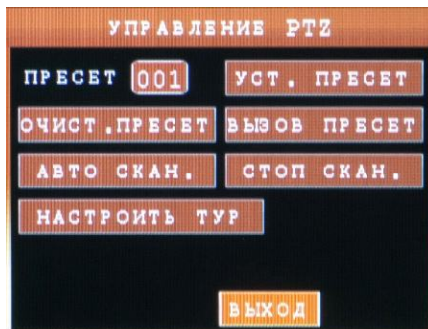 УПРАВЛЕНИЕ PTZ
ПРЕСЕТ 001 УСТ. ПРЕСЕТ
ОЧИСТ.ПРЕСЕТ ВЫЗОВ ПРЕСЕТ
АВТО СКАН. СТОП СКАН.
НАСТРОИТЬ ТУР
ВЫХОД